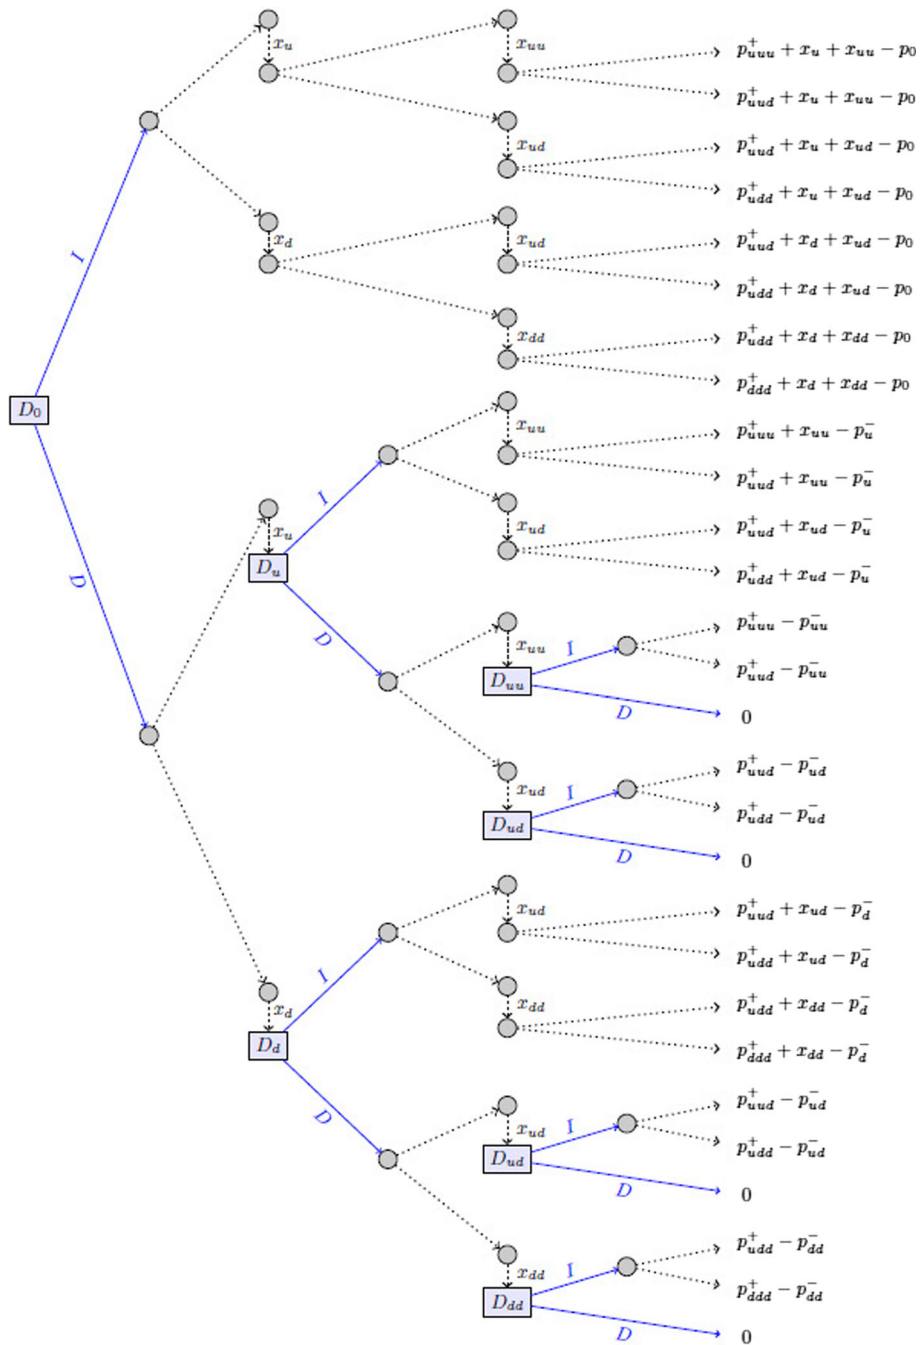 x_u
x_uu
p^+_uuu + x_u + x_uu − p_0
p^+_uud + x_u + x_uu − p_0
x_ud
p^+_uud + x_u + x_ud − p_0
p^+_udd + x_u + x_ud − p_0
I
x_d
x_ud
p^+_uud + x_d + x_ud − p_0
p^+_udd + x_d + x_ud − p_0
x_dd
p^+_udd + x_d + x_dd − p_0
p^+_ddd + x_d + x_dd − p_0
D_0
x_uu
p^+_uuu + x_uu − p^-_u
p^+_uud + x_uu − p^-_u
I
x_u
x_ud
p^+_uud + x_ud − p^-_u
p^+_udd + x_ud − p^-_u
D
D_u
D
x_uu
I
p^+_uuu − p^-_uu
p^+_uud − p^-_uu
D_uu
D
0
x_ud
I
p^+_uud − p^-_ud
p^+_udd − p^-_ud
D_ud
D
0
x_ud
p^+_uud + x_ud − p^-_d
p^+_udd + x_ud − p^-_d
I
x_d
x_dd
p^+_udd + x_dd − p^-_d
p^+_ddd + x_dd − p^-_d
D_d
D
x_ud
I
p^+_uud − p^-_ud
p^+_udd − p^-_ud
D_ud
D
0
x_dd
I
p^+_udd − p^-_dd
p^+_ddd − p^-_dd
D_dd
D
0